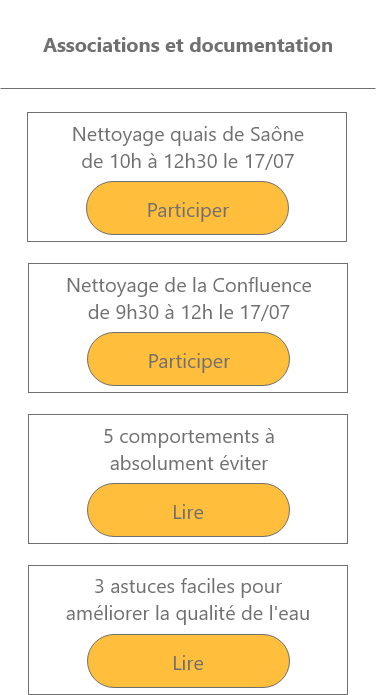 Associations et documentation
Nettoyage quais de Saône
de 10h à 12h30 le 17/07
Participer
Nettoyage de la Confluence
de 9h30 à 12h le 17/07
Participer
5 comportements à
absolument éviter
Lire
3 astuces faciles pour
améliorer la qualité de l'eau
Lire